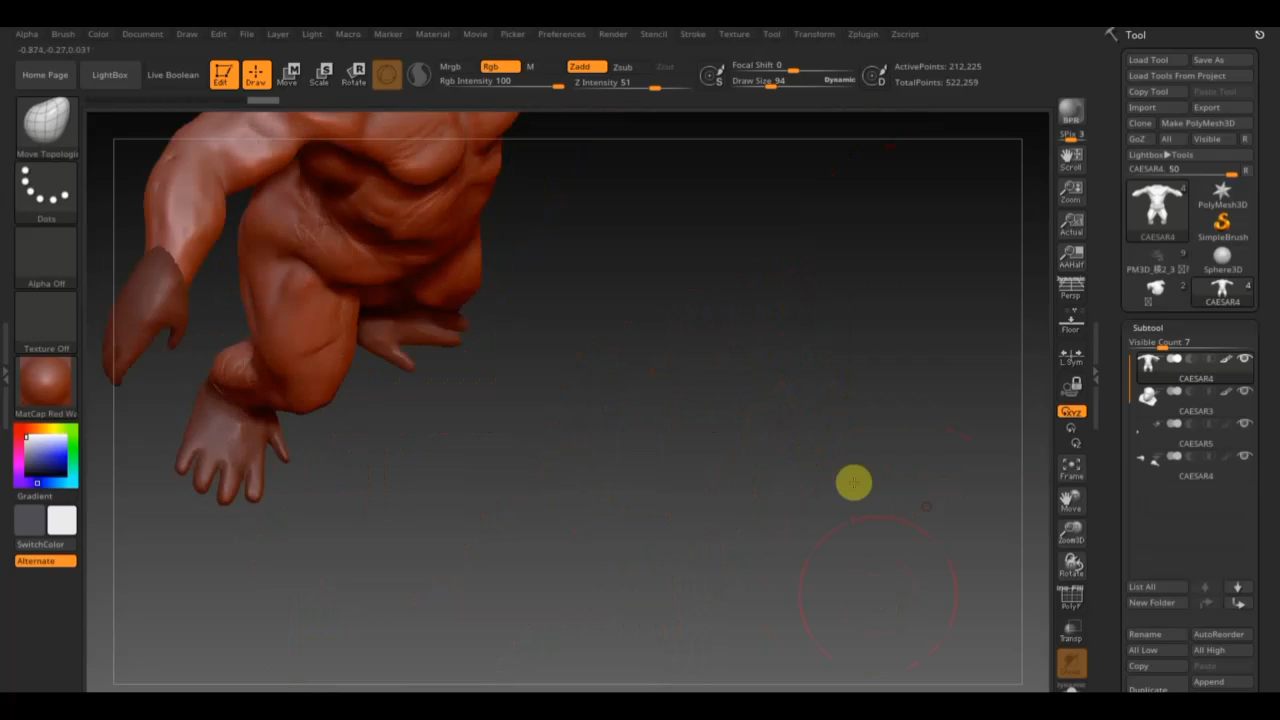 Alpha Brush Color Document Draw Edit File Layer Light Macro Marker Material Movie Picker Preferences Render Stencil Stroke Texture Tool Transform Zplugin Zscript
Tool
-0.874,-0.27,0.031
Home Page
LightBox
Live Boolean
Edit
Draw
Move
Scale
Rotate
Mrgb
Rgb
M
Rgb Intensity 100
Zadd
Zsub
Zcut
Z Intensity 51
S
Focal Shift 0
Draw Size 94
Dynamic
D
ActivePoints: 212,225
TotalPoints: 522,259
Move Topologic
Dots
Alpha Off
Texture Off
MatCap Red Wa
Gradient
SwitchColor
Alternate
BPR
SPix 3
Scroll
Zoom
Actual
AAHalf
Dynamic
Persp
Floor
L.Sym
XYZ
Frame
Move
Zoom3D
Rotate
PolyF
Transp
Load Tool
Save As
Load Tools From Project
Copy Tool
Paste Tool
Import
Export
Clone
Make PolyMesh3D
GoZ
All
Visible
R
Lightbox▶Tools
CAESAR4. 50
R
4
CAESAR4
PolyMesh3D
SimpleBrush
9
Sphere3D
2
4
CAESAR4
Subtool
Visible Count 7
CAESAR4
CAESAR3
CAESAR5
CAESAR4
List All
New Folder
Rename
AutoReorder
All Low
All High
Copy
Paste
Append
Duplicate